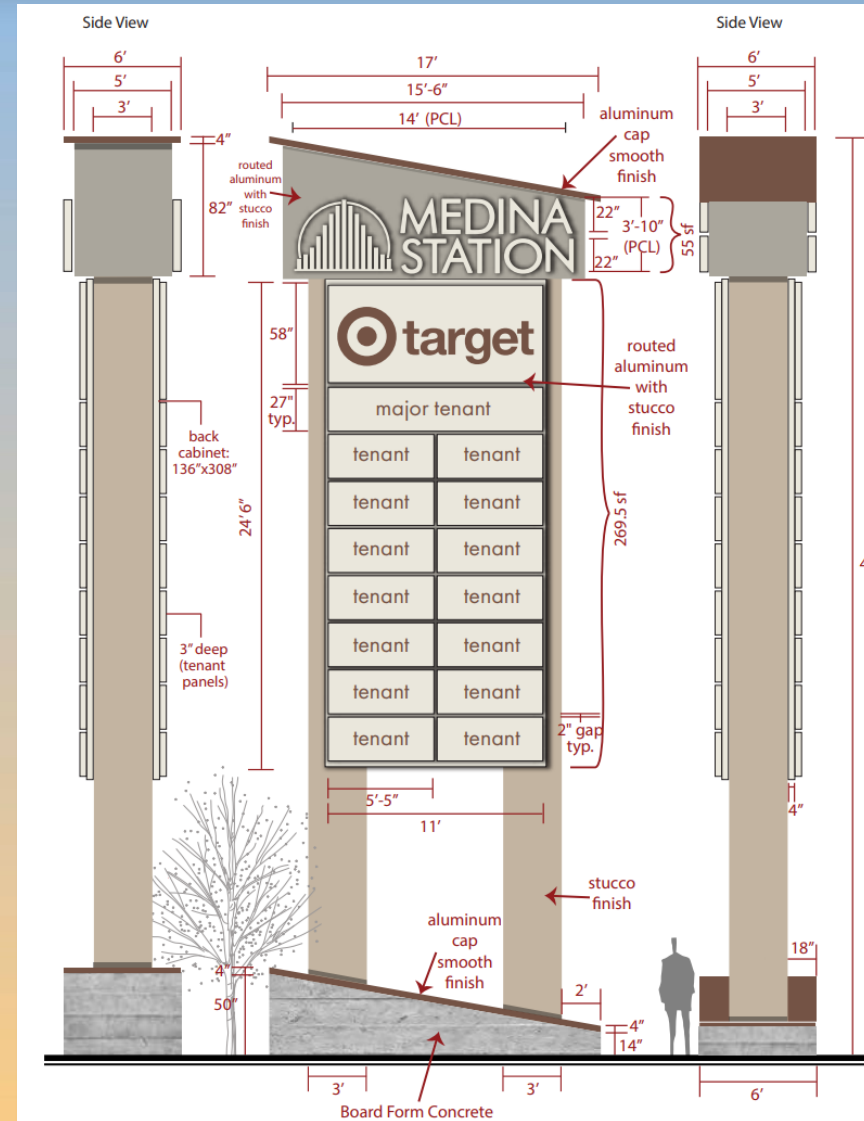 Side View
Side View
6’
5’
3’
4”
82”
17’
15’-6”
14’ (PCL)
aluminum
cap
smooth
finish
6’
5’
3’
routed
aluminum
with
stucco
finish
MEDINA
STATION
22”
3’-10”
(PCL)
22”
55 sf
target
58”
27”
typ.
24’ 6”
major tenant
routed
aluminum
with
stucco
finish
back
cabinet:
136”x308”
tenant tenant
tenant tenant
tenant tenant
tenant tenant
tenant tenant
tenant tenant
tenant tenant
269.5 sf
3” deep
(tenant
panels)
2" gap
typ.
5’-5”
11’
4”
stucco
finish
aluminum
cap
smooth
finish
4”
50”
2’
4”
14”
18”
3’
3’
6’
Board Form Concrete